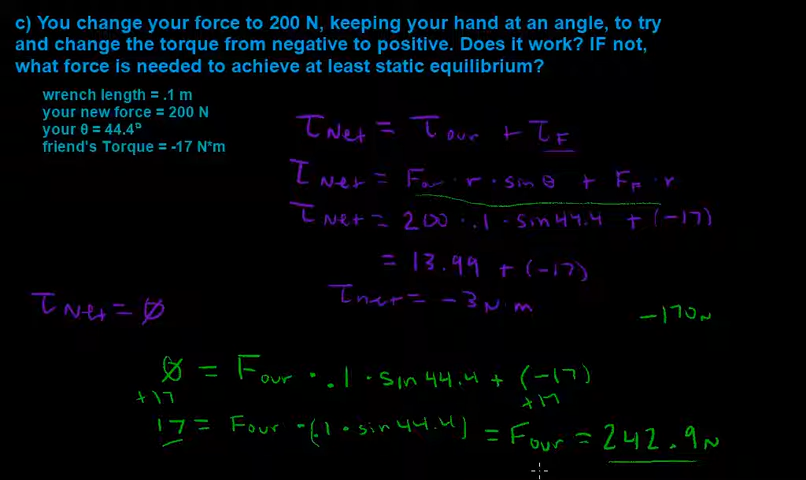 c) You change your force to 200 N, keeping your hand at an angle, to try
and change the torque from negative to positive. Does it work? IF not,
what force is needed to achieve at least static equilibrium?
wrench length = .1 m
your new force = 200 N
your θ = 44.4º
friend's Torque = -17 N*m
τNet = τour + τF
τNet = Four · r · sin θ + FF · r
τNet = 200 · .1 · sin 44.4 + (-17)
= 13.99 + (-17)
τnet = -3 N·m
τNet = 0
-170N
0 = Four · .1 · sin 44.4 + (-17)
+17 +17
17 = Four · (.1 · sin 44.4) = Four = 242.9 N